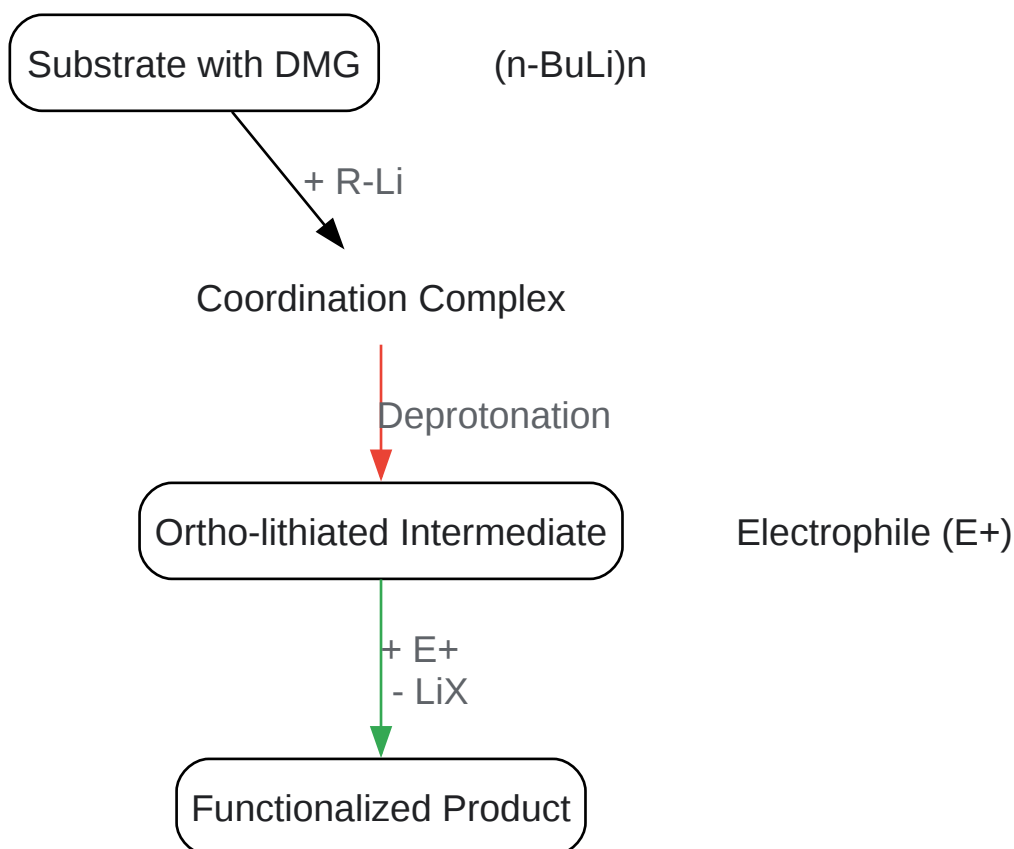 Substrate with DMG
(n-BuLi)n
+ R-Li
Coordination Complex
Deprotonation
Ortho-lithiated Intermediate
Electrophile (E+)
+ E+
- LiX
Functionalized Product